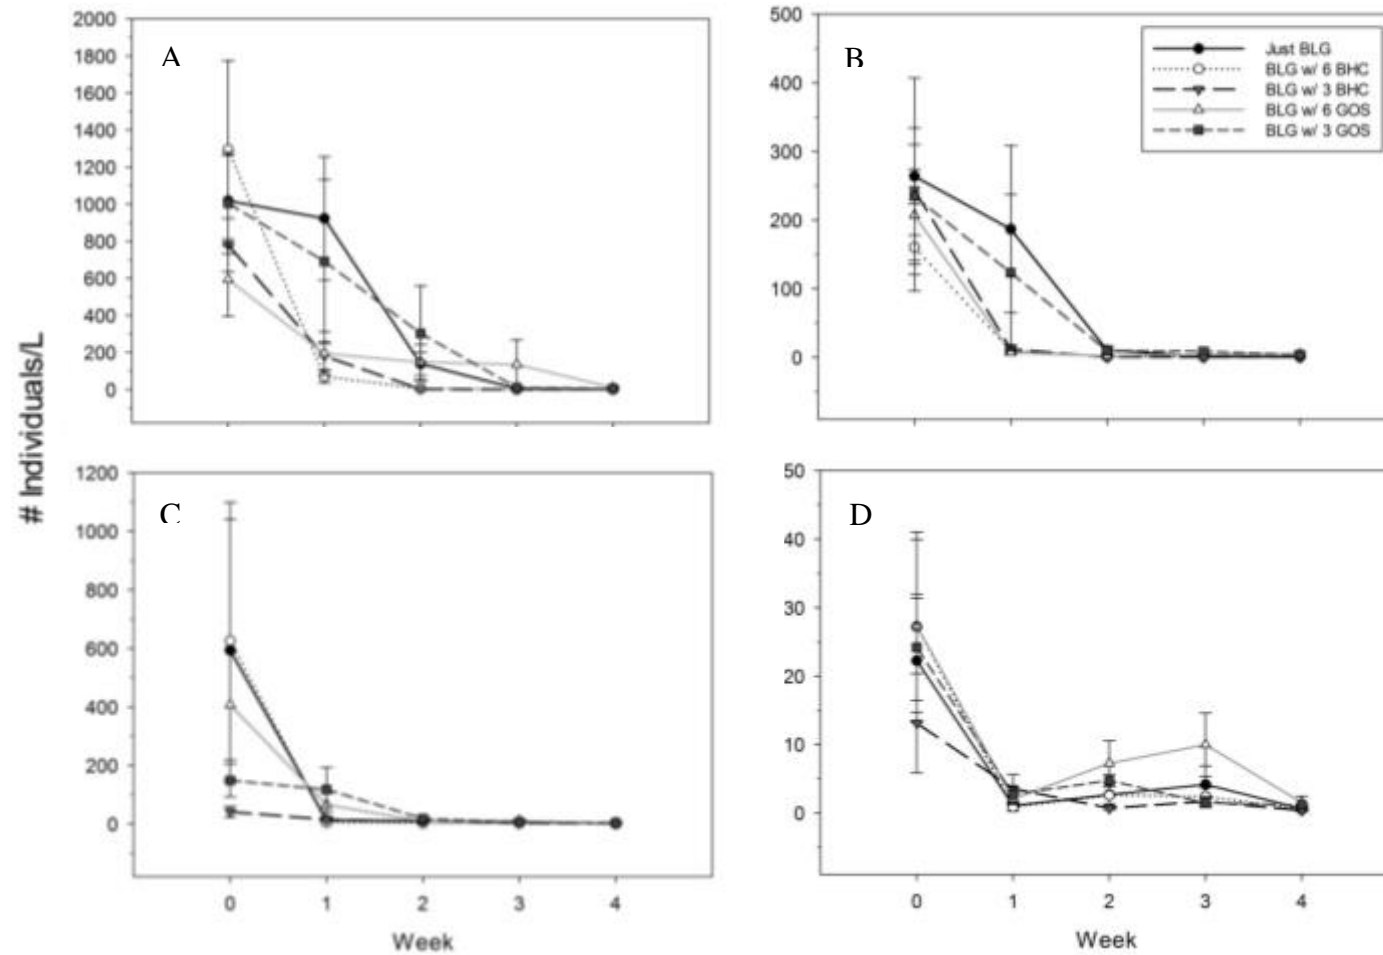 2000
1800
1600
1400
1200
1000
800
600
400
200
0
A
500
400
300
200
100
0
B
Just BLG
BLG w/ 6 BHC
BLG w/ 3 BHC
BLG w/ 6 GOS
BLG w/ 3 GOS
# Individuals/L
1200
1000
800
600
400
200
0
C
0 1 2 3 4
Week
50
40
30
20
10
0
D
0 1 2 3 4
Week